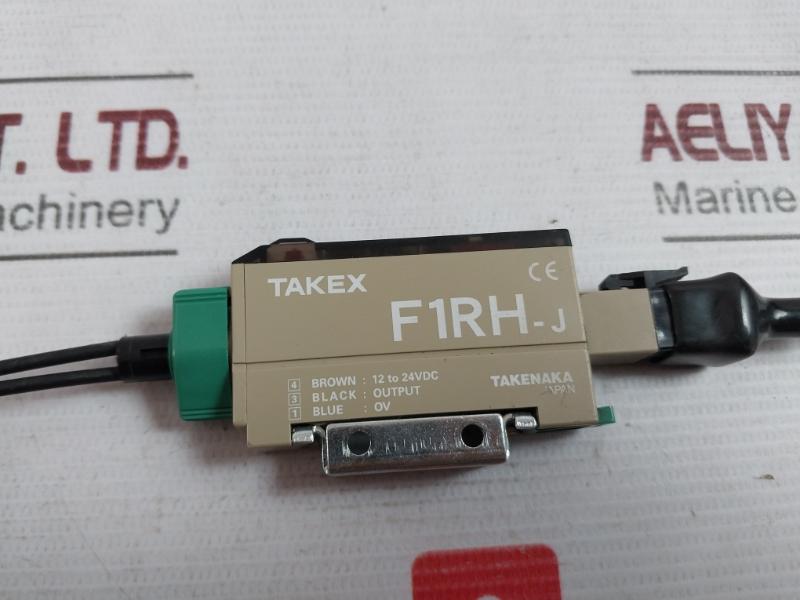 T. LTD.
achinery
AELIY
Marine
TAKEX
CE
F1RH-J
4 BROWN : 12 to 24VDC
3 BLACK : OUTPUT
1 BLUE : 0V
TAKENAKA
JAPAN